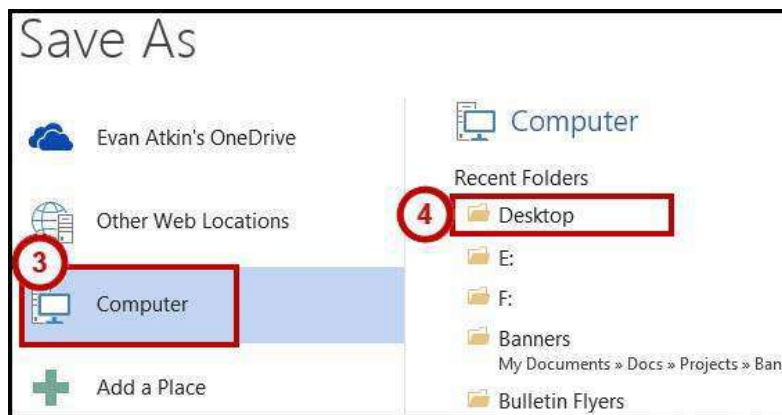 Save As
Evan Atkin's OneDrive
Other Web Locations
3
Computer
Add a Place
Computer
Recent Folders
4
Desktop
E:
F:
Banners
My Documents » Docs » Projects » Ban
Bulletin Flyers